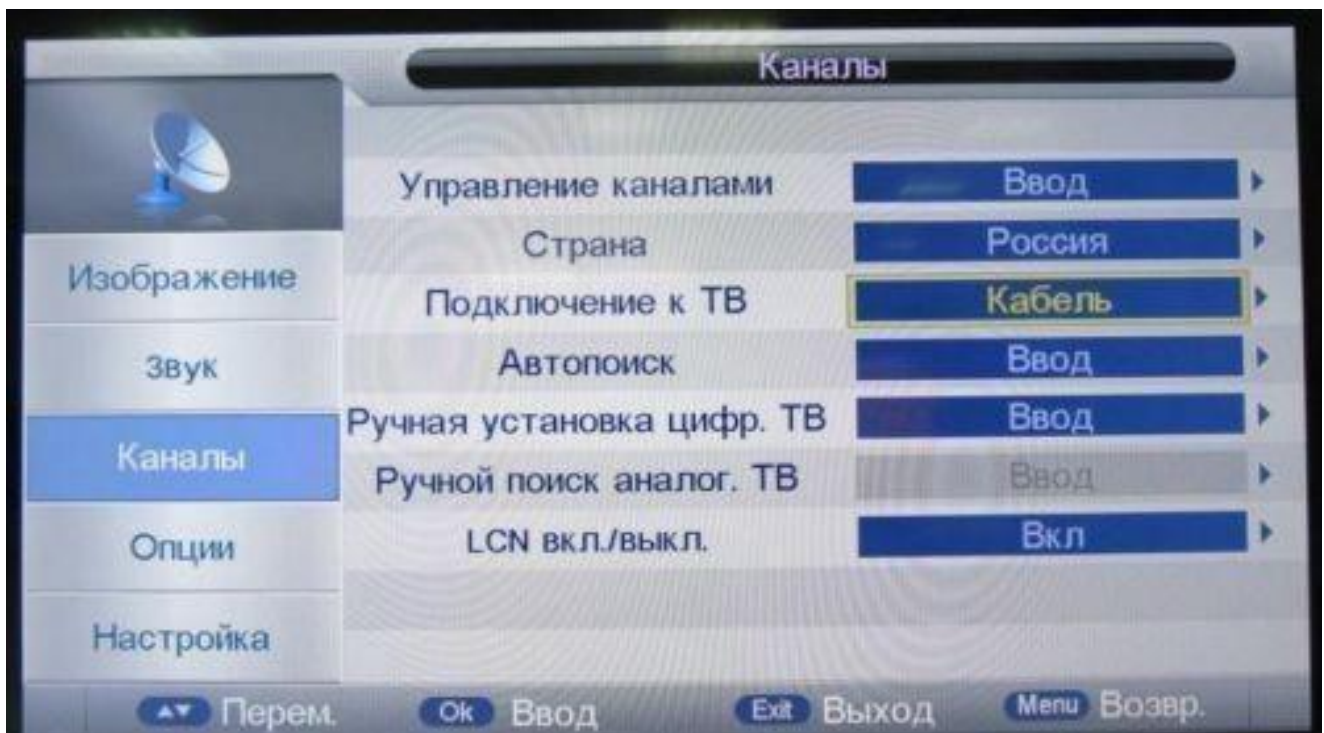 Каналы
Управление каналами Ввод
Страна Россия
Изображение
Подключение к ТВ Кабель
Звук
Автопоиск Ввод
Ручная установка цифр. ТВ Ввод
Каналы
Ручной поиск аналог. ТВ Ввод
Опции
LCN вкл./выкл. Вкл
Настройка
Перем. Ok Ввод Exit Выход Menu Возвр.